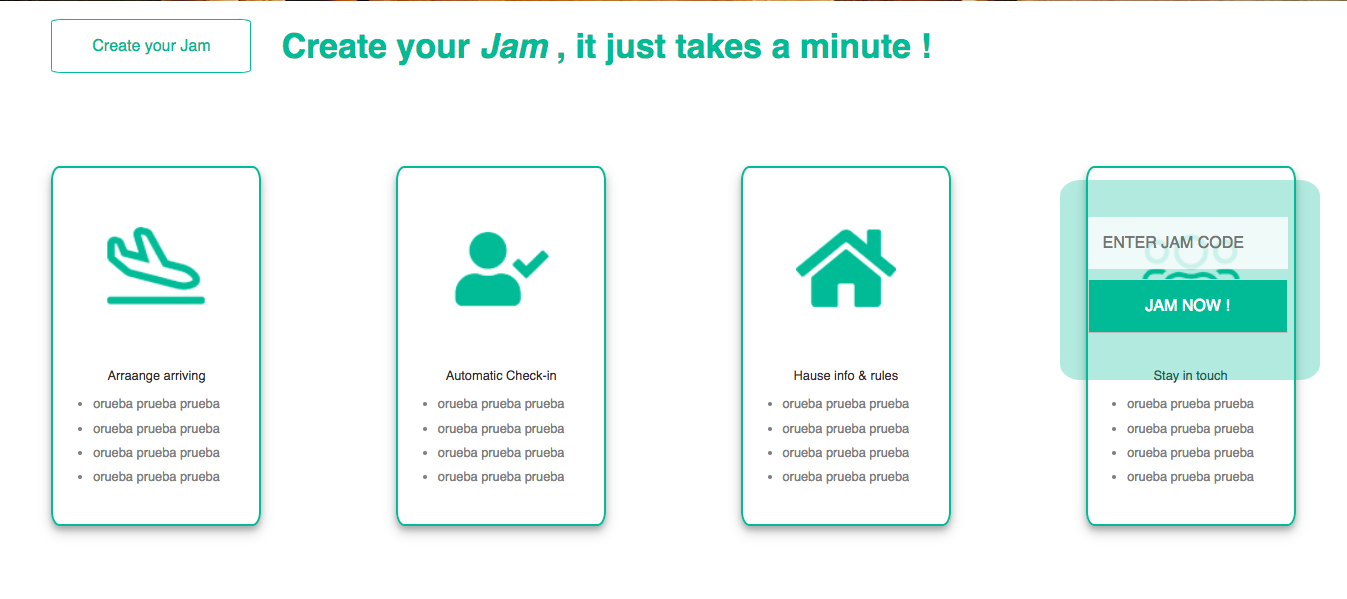 Create your Jam
Create your Jam , it just takes a minute !
Arraange arriving
orueba prueba prueba
orueba prueba prueba
orueba prueba prueba
orueba prueba prueba
Automatic Check-in
orueba prueba prueba
orueba prueba prueba
orueba prueba prueba
orueba prueba prueba
Hause info & rules
orueba prueba prueba
orueba prueba prueba
orueba prueba prueba
orueba prueba prueba
ENTER JAM CODE
JAM NOW !
Stay in touch
orueba prueba prueba
orueba prueba prueba
orueba prueba prueba
orueba prueba prueba